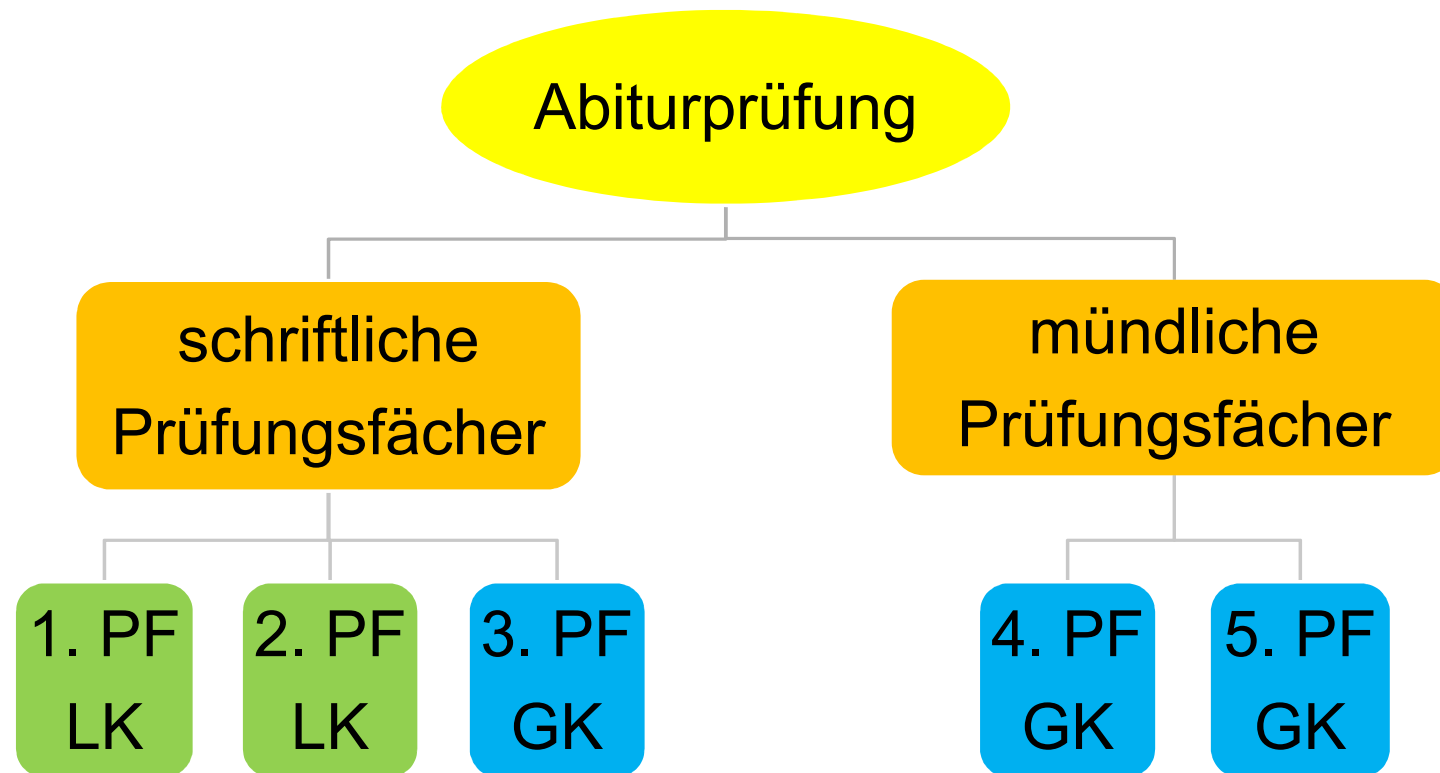 Abiturprüfung
schriftliche
Prüfungsfächer
mündliche
Prüfungsfächer
1. PF
LK
2. PF
LK
3. PF
GK
4. PF
GK
5. PF
GK